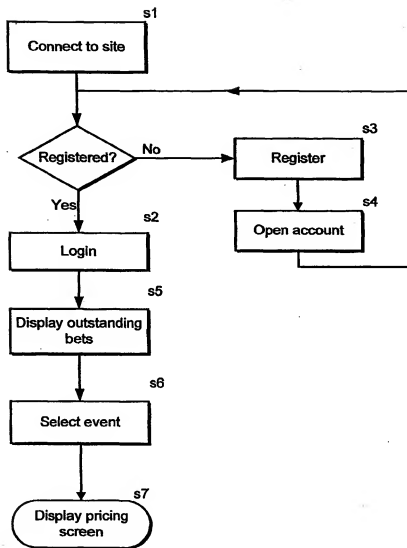 s1
Connect to site
Registered?
No
s3
Register
s4
Open account
Yes
s2
Login
s5
Display outstanding
bets
s6
Select event
s7
Display pricing
screen